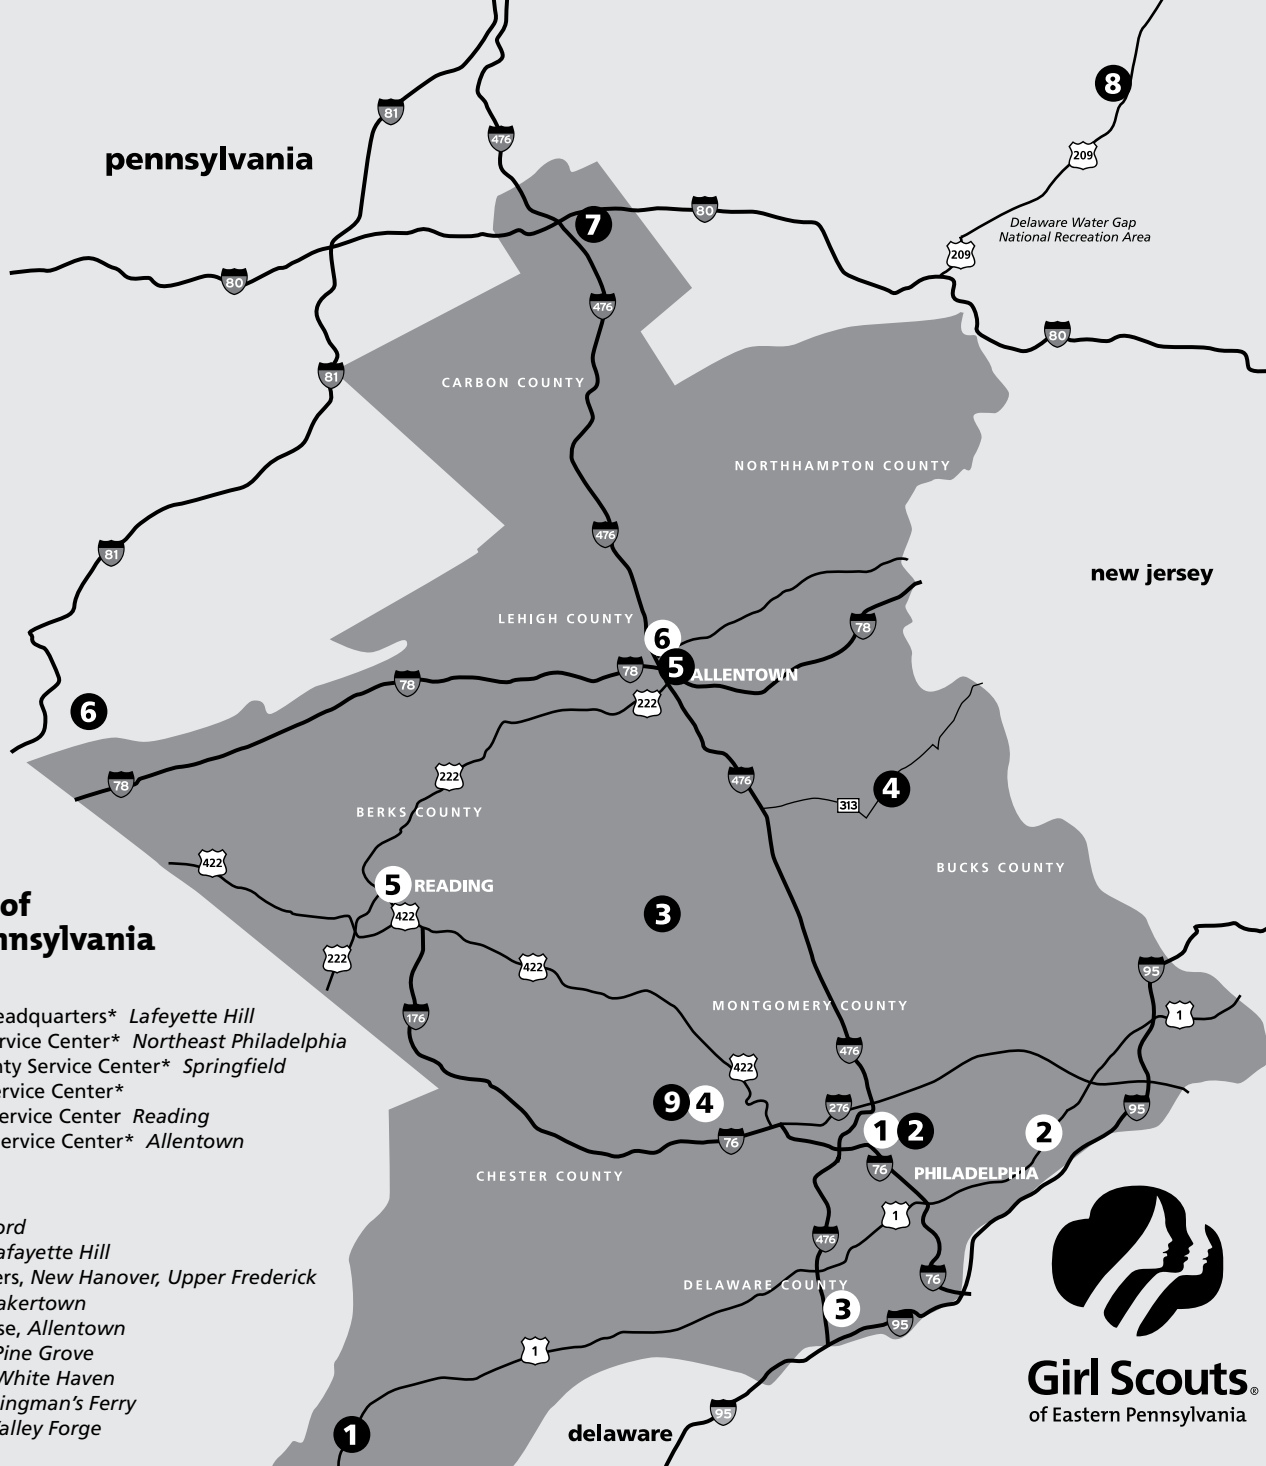 8
81
476
209
pennsylvania
80
7
Delaware Water Gap
National Recreation Area
209
80
476
80
81
CARBON COUNTY
NORTHHAMPTON COUNTY
476
81
new jersey
LEHIGH COUNTY
78
6
5
ALLENTOWN
78
78
222
6
222
476
78
4
313
BERKS COUNTY
422
BUCKS COUNTY
5
READING
3
422
of
nnsylvania
222
422
95
MONTGOMERY COUNTY
eadquarters* Lafeyette Hill
176
1
rvice Center* Northeast Philadelphia
476
nty Service Center* Springfield
422
ervice Center*
9
4
276
95
ervice Center Reading
1
2
2
ervice Center* Allentown
76
76
PHILADELPHIA
CHESTER COUNTY
1
ord
476
afayette Hill
ers, New Hanover, Upper Frederick
76
DELAWARE COUNTY
akertown
3
se, Allentown
95
Pine Grove
1
White Haven
Girl Scouts®
ingman's Ferry
of Eastern Pennsylvania
95
alley Forge
1
delaware